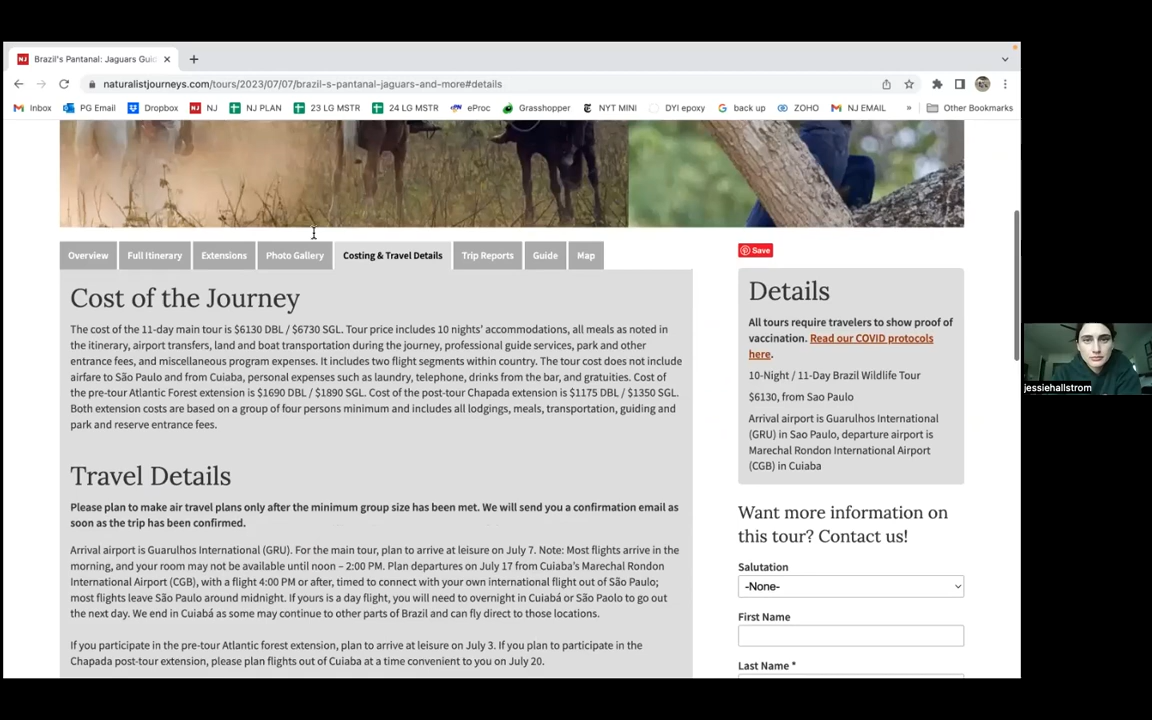 Brazil's Pantanal: Jaguars Guid
naturalistjourneys.com/tours/2023/07/07/brazil-s-pantanal-jaguars-and-more#details
Inbox PG Email Dropbox NJ NJ PLAN 23 LG MSTR 24 LG MSTR eProc Grasshopper NYT MINI DYI epoxy back up ZOHO NJ EMAIL » Other Bookmarks
Overview Full Itinerary Extensions Photo Gallery Costing & Travel Details Trip Reports Guide Map
Cost of the Journey
The cost of the 11-day main tour is $6130 DBL / $6730 SGL. Tour price includes 10 nights' accommodations, all meals as noted in
the itinerary, airport transfers, land and boat transportation during the journey, professional guide services, park and other
entrance fees, and miscellaneous program expenses. It includes two flight segments within country. The tour cost does not include
airfare to São Paulo and from Cuiaba, personal expenses such as laundry, telephone, drinks from the bar, and gratuities. Cost of
the pre-tour Atlantic Forest extension is $1690 DBL / $1890 SGL. Cost of the post-tour Chapada extension is $1175 DBL / $1350 SGL.
Both extension costs are based on a group of four persons minimum and includes all lodgings, meals, transportation, guiding and
park and reserve entrance fees.
Travel Details
Please plan to make air travel plans only after the minimum group size has been met. We will send you a confirmation email as
soon as the trip has been confirmed.
Arrival airport is Guarulhos International (GRU). For the main tour, plan to arrive at leisure on July 7. Note: Most flights arrive in the
morning, and your room may not be available until noon – 2:00 PM. Plan departures on July 17 from Cuiaba's Marechal Rondon
International Airport (CGB), with a flight 4:00 PM or after, timed to connect with your own international flight out of São Paulo;
most flights leave São Paulo around midnight. If yours is a day flight, you will need to overnight in Cuiabá or São Paolo to go out
the next day. We end in Cuiabá as some may continue to other parts of Brazil and can fly direct to those locations.
If you participate in the pre-tour Atlantic forest extension, plan to arrive at leisure on July 3. If you plan to participate in the
Chapada post-tour extension, please plan flights out of Cuiaba at a time convenient to you on July 20.
Save
Details
All tours require travelers to show proof of
vaccination. Read our COVID protocols
here.
10-Night / 11-Day Brazil Wildlife Tour
$6130, from Sao Paulo
Arrival airport is Guarulhos International
(GRU) in Sao Paulo, departure airport is
Marechal Rondon International Airport
(CGB) in Cuiaba
Want more information on
this tour? Contact us!
Salutation
-None-
First Name
Last Name *
jessiehallstrom